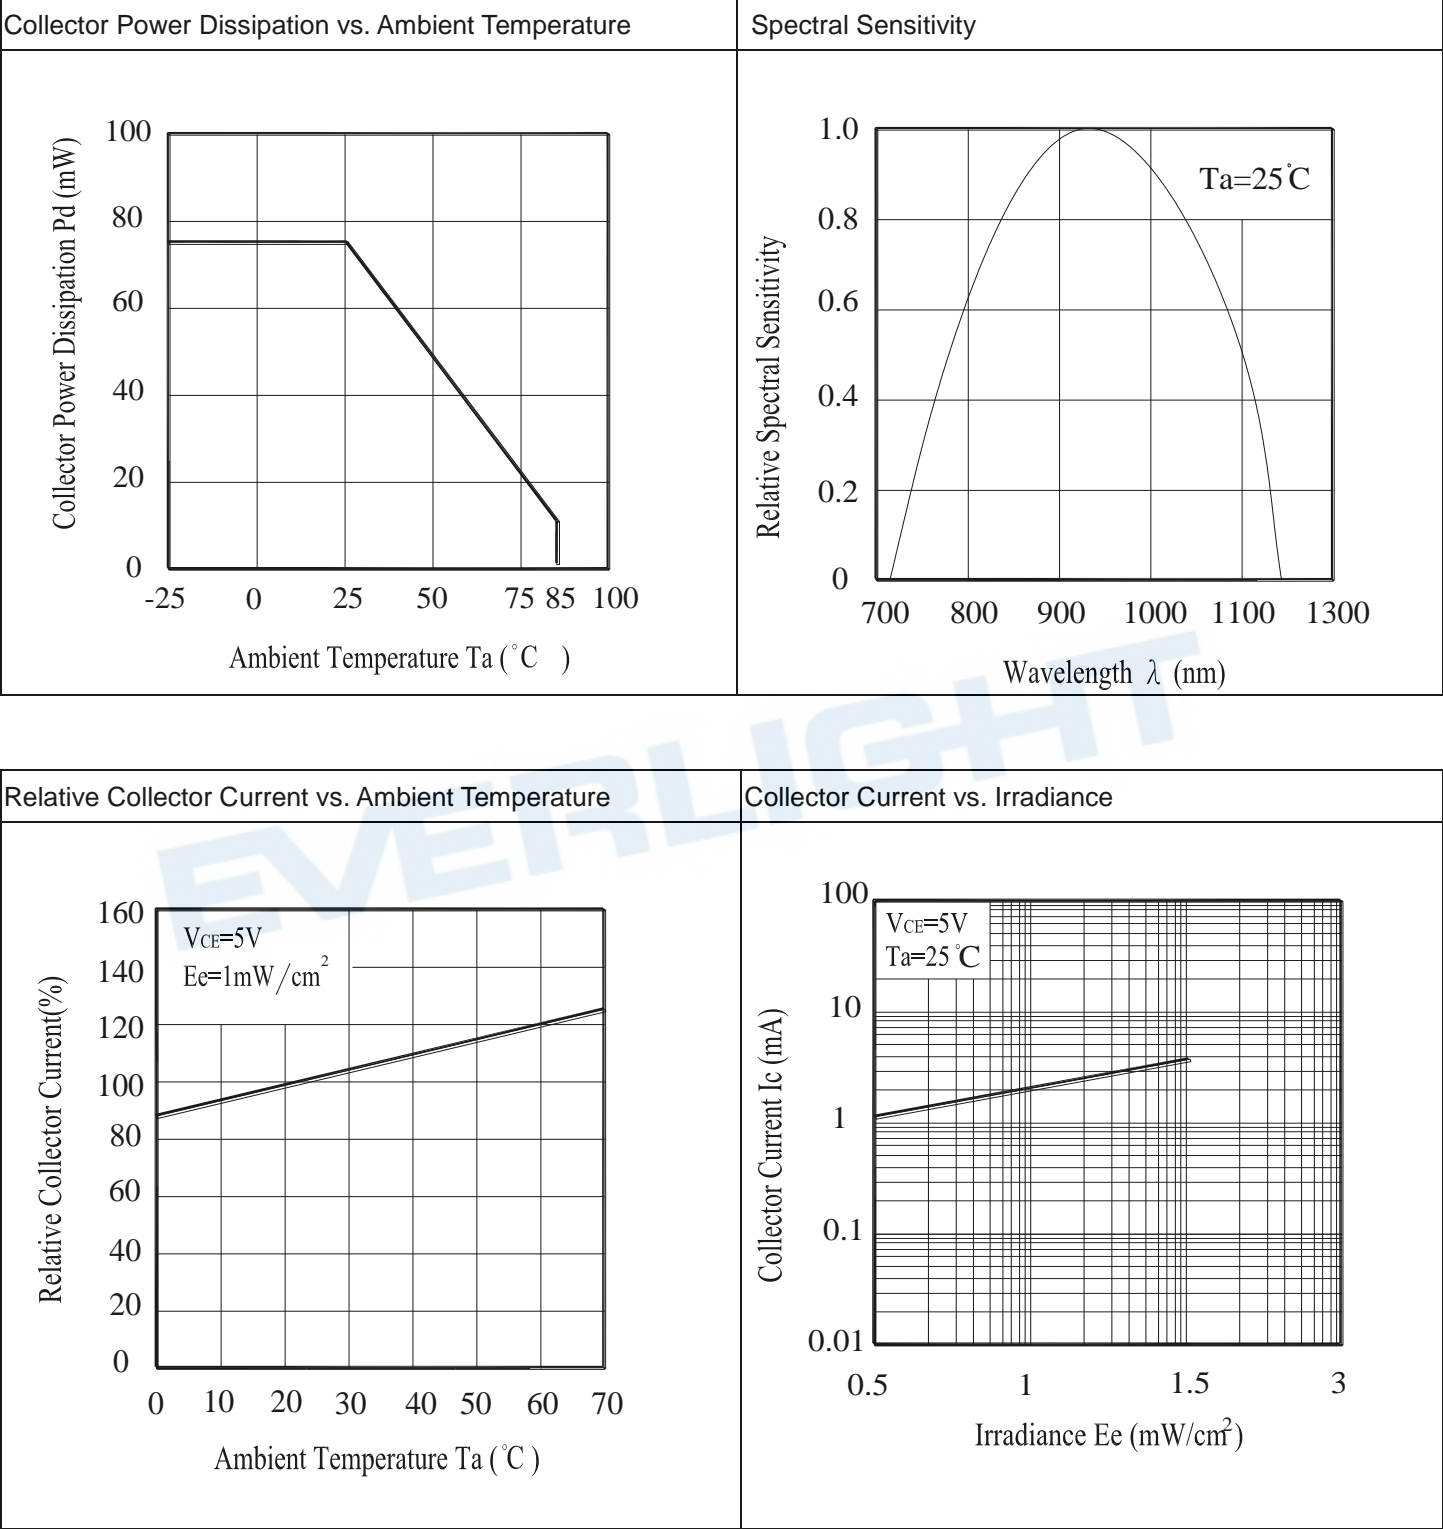 Collector Power Dissipation vs. Ambient Temperature
Collector Power Dissipation Pd (mW)
100
80
60
40
20
0
-25 0 25 50 75 85 100
Ambient Temperature Ta (°C )
Spectral Sensitivity
Relative Spectral Sensitivity
1.0
Ta=25°C
0.8
0.6
0.4
0.2
0
700 800 900 1000 1100 1300
Wavelength λ (nm)
EVERLIGHT
Relative Collector Current vs. Ambient Temperature
Relative Collector Current(%)
160
VCE=5V
140
Ee=1mW/cm²
120
100
80
60
40
20
0
0 10 20 30 40 50 60 70
Ambient Temperature Ta (°C )
Collector Current vs. Irradiance
Collector Current Ic (mA)
100
VCE=5V
Ta=25 °C
10
1
0.1
0.01
0.5 1 1.5 3
Irradiance Ee (mW/cm²)